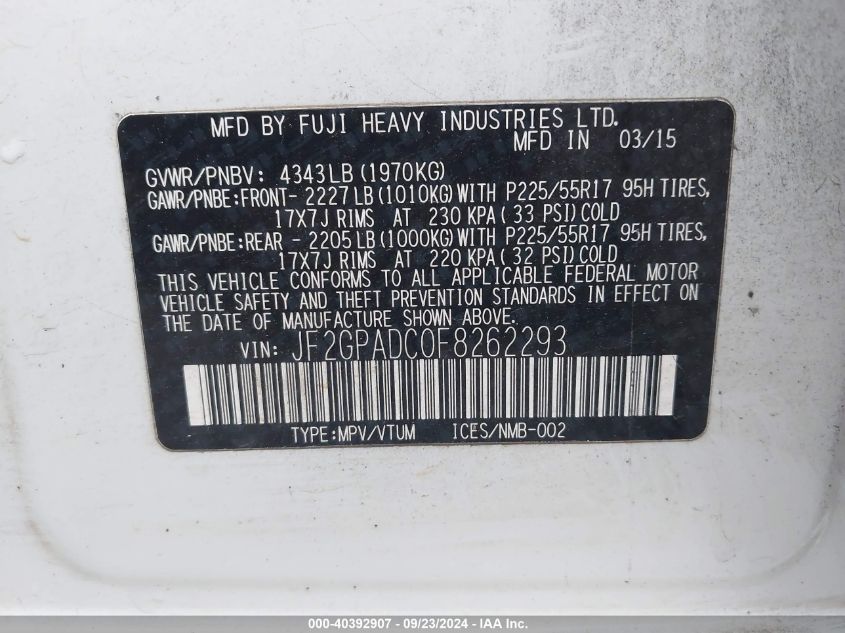 MFD BY FUJI HEAVY INDUSTRIES LTD.
MFD IN 03/15
GVWR/PNBV: 4343LB(1970KG)
GAWR/PNBE:FRONT- 2227LB(1010KG)WITH P225/55R17 95H TIRES,
17X7J RIMS AT 230 KPA( 33 PSI)COLD
GAWR/PNBE:REAR - 2205LB(1000KG)WITH P225/55R17 95H TIRES,
17X7J RIMS AT 220 KPA( 32 PSI)COLD
THIS VEHICLE CONFORMS TO ALL APPLICABLE FEDERAL MOTOR
VEHICLE SAFETY AND THEFT PREVENTION STANDARDS IN EFFECT ON
THE DATE OF MANUFACTURE SHOWN ABOVE.
VIN: JF2GPADC0F8262293
TYPE:MPV/VTUM ICES/NMB-002
000-40392907 - 09/23/2024 - IAA Inc.